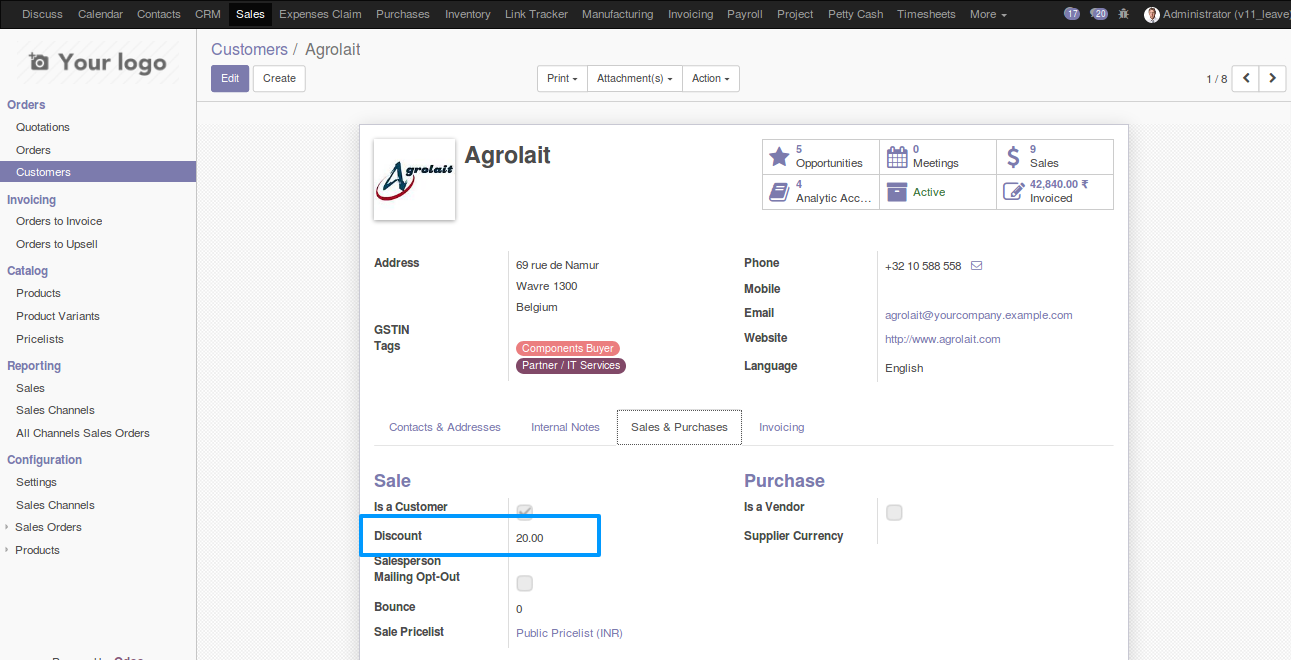 Discuss Calendar Contacts CRM Sales Expenses Claim Purchases Inventory Link Tracker Manufacturing Invoicing Payroll Project Petty Cash Timesheets More 17 20 Administrator (v11_leave)
Your logo
Customers / Agrolait
Edit Create Print Attachment(s) Action 1 / 8
Orders
Quotations
Orders
Customers
Invoicing
Orders to Invoice
Orders to Upsell
Catalog
Products
Product Variants
Pricelists
Reporting
Sales
Sales Channels
All Channels Sales Orders
Configuration
Settings
Sales Channels
Sales Orders
Products
Agrolait
Agrolait
5 Opportunities
0 Meetings
9 Sales
4 Analytic Acc...
Active
42,840.00 ₹ Invoiced
Address
69 rue de Namur
Wavre 1300
Belgium
GSTIN
Tags
Components Buyer
Partner / IT Services
Phone +32 10 588 558
Mobile
Email agrolait@yourcompany.example.com
Website http://www.agrolait.com
Language English
Contacts & Addresses Internal Notes Sales & Purchases Invoicing
Sale
Is a Customer
Discount 20.00
Salesperson
Mailing Opt-Out
Bounce 0
Sale Pricelist Public Pricelist (INR)
Purchase
Is a Vendor
Supplier Currency